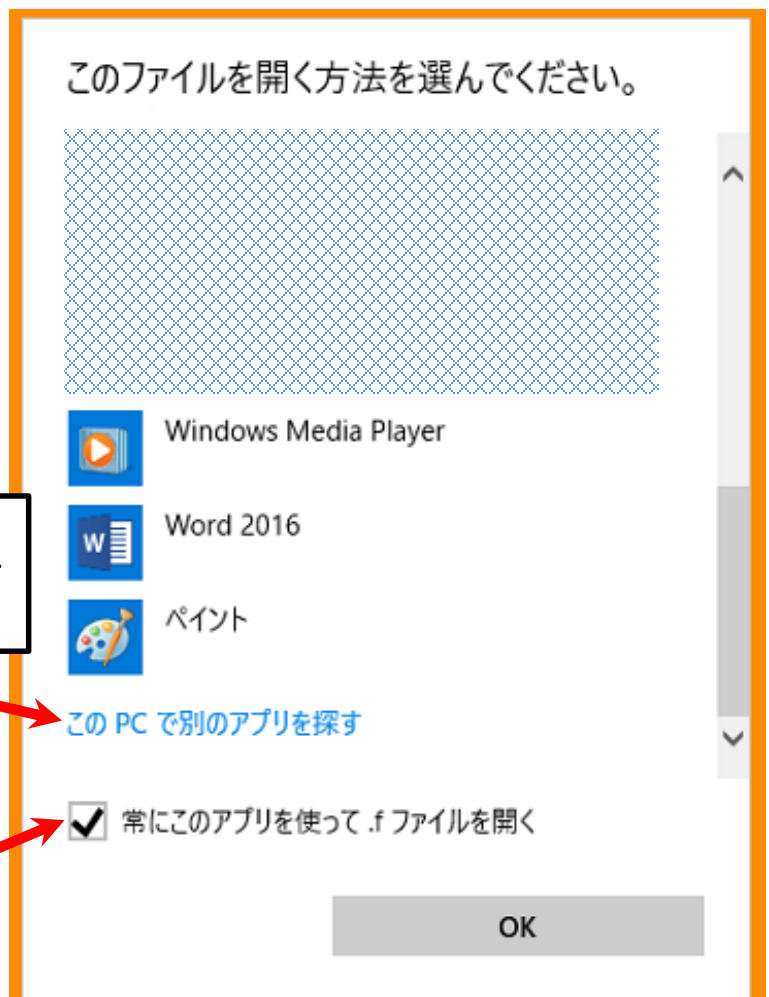 このファイルを開く方法を選んでください。
Windows Media Player
Word 2016
ペイント
この PC で別のアプリを探す
常にこのアプリを使って .f ファイルを開く
OK